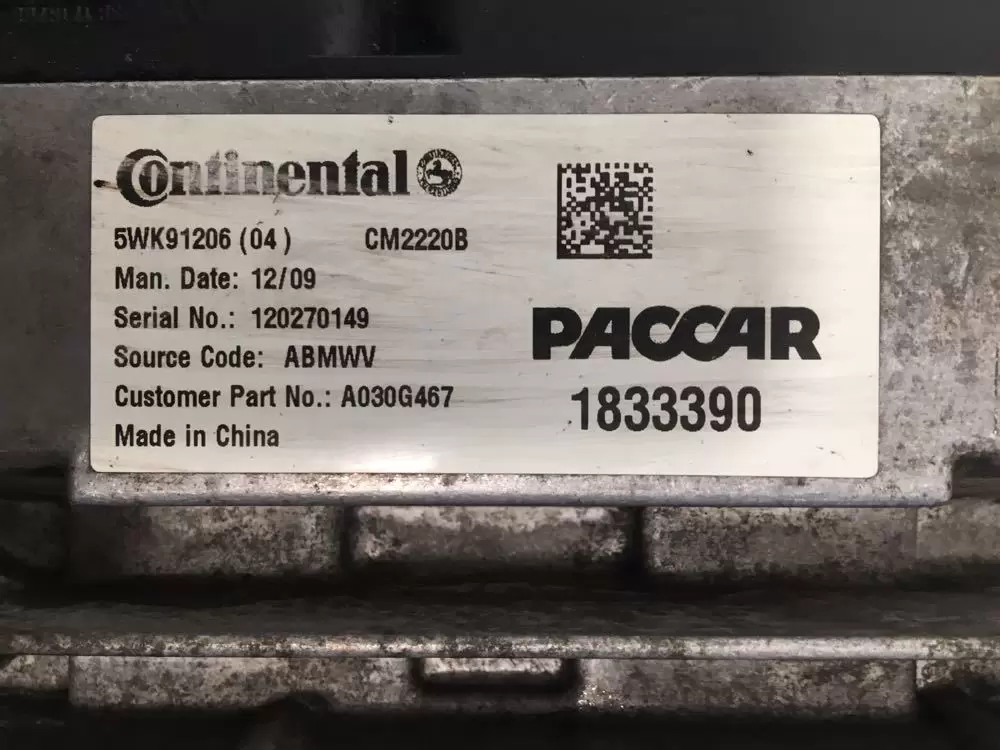 Continental
5WK91206 (04)
CM2220B
Man. Date: 12/09
Serial No.: 120270149
Source Code: ABMWV
Customer Part No.: A030G467
Made in China
PACCAR
1833390